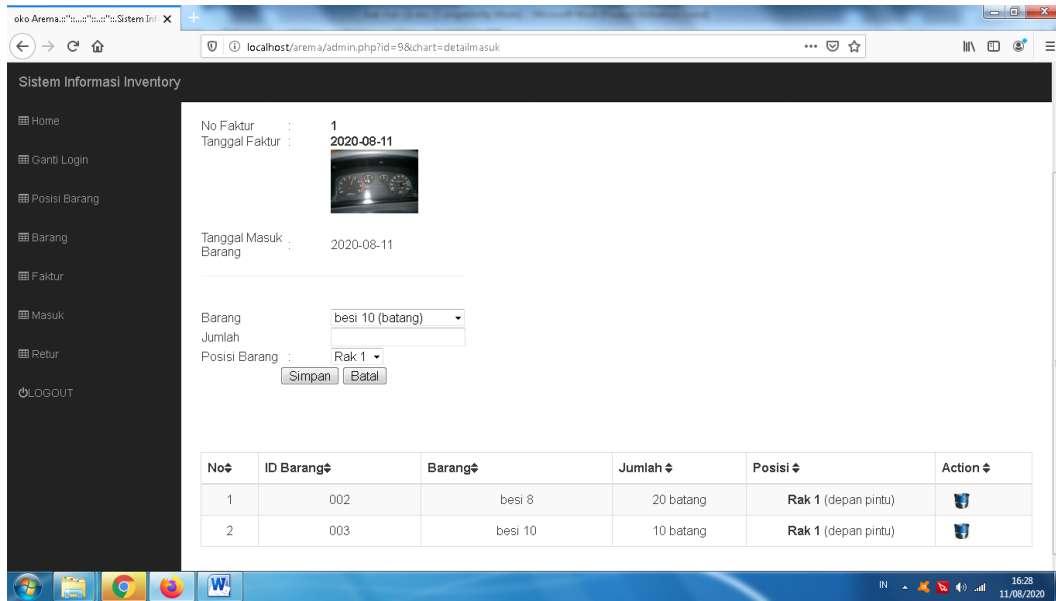 oko Arema.::"::...::"::..::"::.Sistem Inf
localhost/arema/admin.php?id=9&chart=detailmasuk
Sistem Informasi Inventory
Home
Ganti Login
Posisi Barang
Barang
Faktur
Masuk
Retur
LOGOUT
No Faktur : 1
Tanggal Faktur : 2020-08-11
Tanggal Masuk Barang : 2020-08-11
Barang besi 10 (batang)
Jumlah
Posisi Barang : Rak 1
Simpan Batal
No ID Barang Barang Jumlah Posisi Action
1 002 besi 8 20 batang Rak 1 (depan pintu)
2 003 besi 10 10 batang Rak 1 (depan pintu)
IN 16:28
11/08/2020